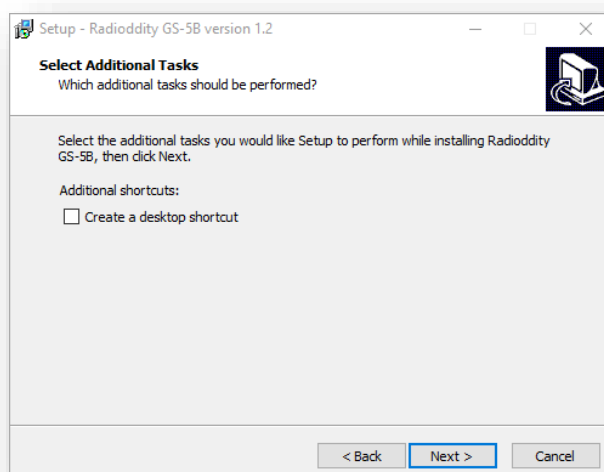 Setup - Radioddity GS-5B version 1.2
Select Additional Tasks
Which additional tasks should be performed?
Select the additional tasks you would like Setup to perform while installing Radioddity
GS-5B, then click Next.
Additional shortcuts:
Create a desktop shortcut
< Back
Next >
Cancel